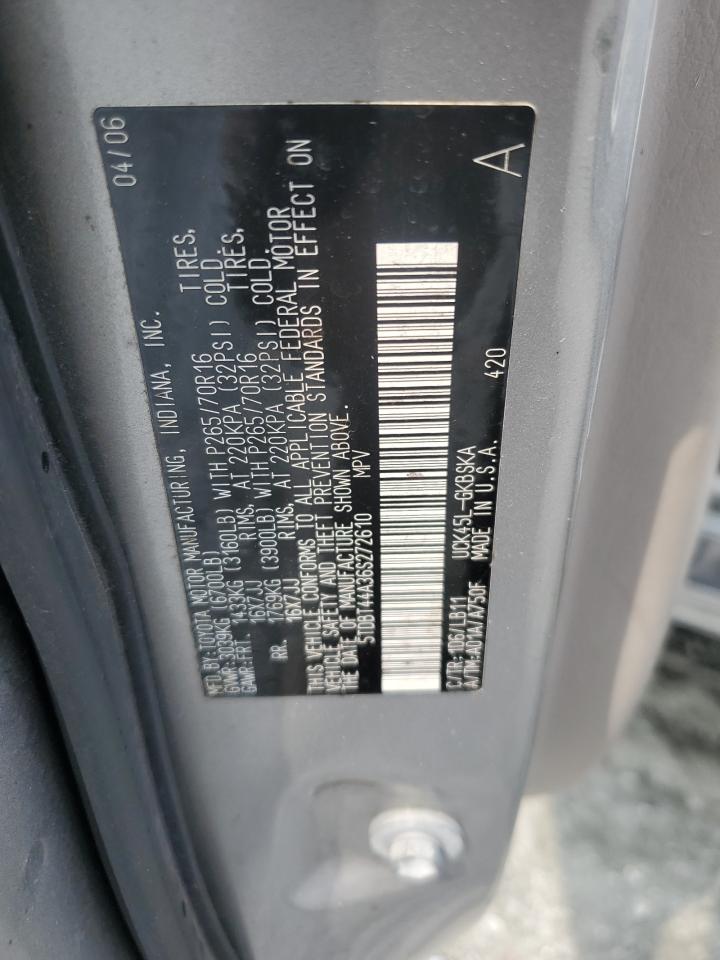 MFD.BY:TOYOTA MOTOR MANUFACTURING, INDIANA, INC. 04/06
GVWR:3039KG (6700LB)
GAWR:FRT. 1433KG (3160LB) WITH P265/70R16 TIRES,
16X7JJ RIMS. AT 220KPA (32PSI) COLD.
RR. 1769KG (3900LB) WITH P265/70R16 TIRES,
16X7JJ RIMS. AT 220KPA (32PSI) COLD.
THIS VEHICLE CONFORMS TO ALL APPLICABLE FEDERAL MOTOR
VEHICLE SAFETY AND THEFT PREVENTION STANDARDS IN EFFECT ON
THE DATE OF MANUFACTURE SHOWN ABOVE.
5TDBT44A36S272610 MPV
C/TR:1D6/LB11 UCK45L-GKBSKA 420
A/TM:AD1A/A750F MADE IN U.S.A. A